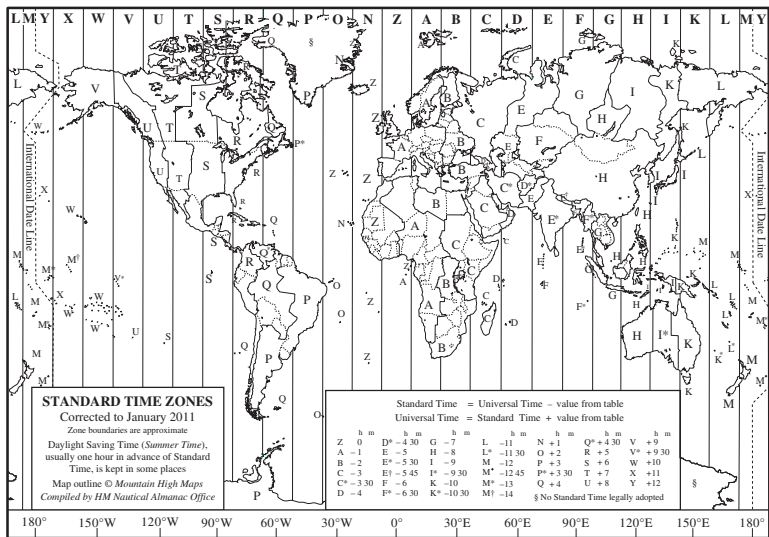 L M Y X W V U T S R Q P O N Z A B C D E F G H I K L M Y
Q § A G K
N C K
L V S P Z A B C E G I K L
W W U T R Q P* Z A B C E F H K L
International Date Line
International Date Line
U T S R O Z A B C C* D* E H I I
X W R R Q N Z A B C D E E* F* G H K X
M M† S R Q Q P O A B C E G H K M
M* X W V* S O A B C D F G H I K L M
L M W W U S Q P O Z A B C D F* H I* K L M
M* Q P Z B K K* L* M*
M Q O K M
P §
STANDARD TIME ZONES
Corrected to January 2011
Zone boundaries are approximate
Daylight Saving Time (Summer Time),
usually one hour in advance of Standard
Time, is kept in some places
Map outline © Mountain High Maps
Compiled by HM Nautical Almanac Office
Standard Time = Universal Time − value from table
Universal Time = Standard Time + value from table
h m h m h m h m h m h m h m
Z 0 D* −4 30 G −7 L −11 N +1 Q* +4 30 V +9
A −1 E −5 H −8 L* −11 30 O +2 R +5 V* +9 30
B −2 E* −5 30 I −9 M −12 P +3 S +6 W +10
C −3 E† −5 45 I* −9 30 M* −12 45 P* +3 30 T +7 X +11
C* −3 30 F −6 K −10 M* −13 Q +4 U +8 Y +12
D −4 F* −6 30 K* −10 30 M† −14 § No Standard Time legally adopted
180° 150°W 120°W 90°W 60°W 30°W 0° 30°E 60°E 90°E 120°E 150°E 180°